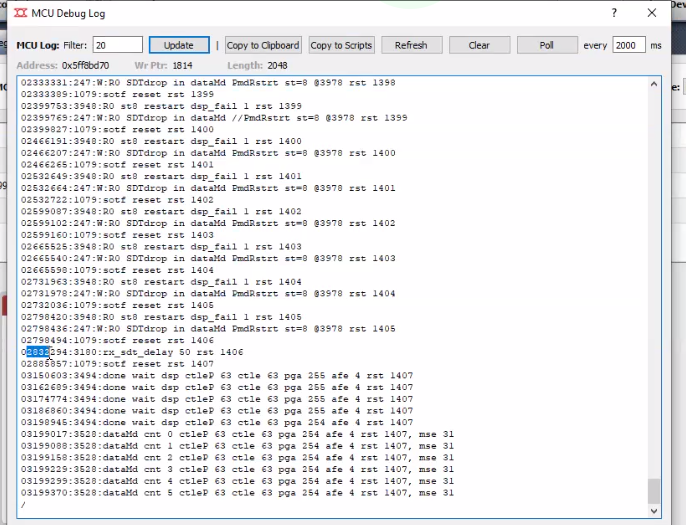 MCU Debug Log
?
MCU Log: Filter: 20 Update | Copy to Clipboard Copy to Scripts Refresh Clear Poll every 2000 ms
Address: 0x5ff8bd70 Wr Ptr: 1814 Length: 2048
02333331:247:W:R0 SDTdrop in dataMd PmdRstrt st=8 @3978 rst 1398
02333389:1079:sotf reset rst 1399
02399753:3948:R0 st8 restart dsp_fail 1 rst 1399
02399769:247:W:R0 SDTdrop in dataMd //PmdRstrt st=8 @3978 rst 1399
02399827:1079:sotf reset rst 1400
02466191:3948:R0 st8 restart dsp_fail 1 rst 1400
02466207:247:W:R0 SDTdrop in dataMd PmdRstrt st=8 @3978 rst 1400
02466265:1079:sotf reset rst 1401
02532649:3948:R0 st8 restart dsp_fail 1 rst 1401
02532664:247:W:R0 SDTdrop in dataMd PmdRstrt st=8 @3978 rst 1401
02532722:1079:sotf reset rst 1402
02599087:3948:R0 st8 restart dsp_fail 1 rst 1402
02599102:247:W:R0 SDTdrop in dataMd PmdRstrt st=8 @3978 rst 1402
02599160:1079:sotf reset rst 1403
02665525:3948:R0 st8 restart dsp_fail 1 rst 1403
02665540:247:W:R0 SDTdrop in dataMd PmdRstrt st=8 @3978 rst 1403
02665598:1079:sotf reset rst 1404
02731963:3948:R0 st8 restart dsp_fail 1 rst 1404
02731978:247:W:R0 SDTdrop in dataMd PmdRstrt st=8 @3978 rst 1404
02732036:1079:sotf reset rst 1405
02798420:3948:R0 st8 restart dsp_fail 1 rst 1405
02798436:247:W:R0 SDTdrop in dataMd PmdRstrt st=8 @3978 rst 1405
02798494:1079:sotf reset rst 1406
02832294:3180:rx_sdt_delay 50 rst 1406
02885857:1079:sotf reset rst 1407
03150603:3494:done wait dsp ctleP 63 ctle 63 pga 255 afe 4 rst 1407
03162689:3494:done wait dsp ctleP 63 ctle 63 pga 255 afe 4 rst 1407
03174774:3494:done wait dsp ctleP 63 ctle 63 pga 255 afe 4 rst 1407
03186860:3494:done wait dsp ctleP 63 ctle 63 pga 254 afe 4 rst 1407
03198945:3494:done wait dsp ctleP 63 ctle 63 pga 254 afe 4 rst 1407
03199017:3528:dataMd cnt 0 ctleP 63 ctle 63 pga 254 afe 4 rst 1407, mse 31
03199088:3528:dataMd cnt 1 ctleP 63 ctle 63 pga 254 afe 4 rst 1407, mse 31
03199158:3528:dataMd cnt 2 ctleP 63 ctle 63 pga 254 afe 4 rst 1407, mse 31
03199229:3528:dataMd cnt 3 ctleP 63 ctle 63 pga 254 afe 4 rst 1407, mse 31
03199299:3528:dataMd cnt 4 ctleP 63 ctle 63 pga 254 afe 4 rst 1407, mse 31
03199370:3528:dataMd cnt 5 ctleP 63 ctle 63 pga 254 afe 4 rst 1407, mse 31
/